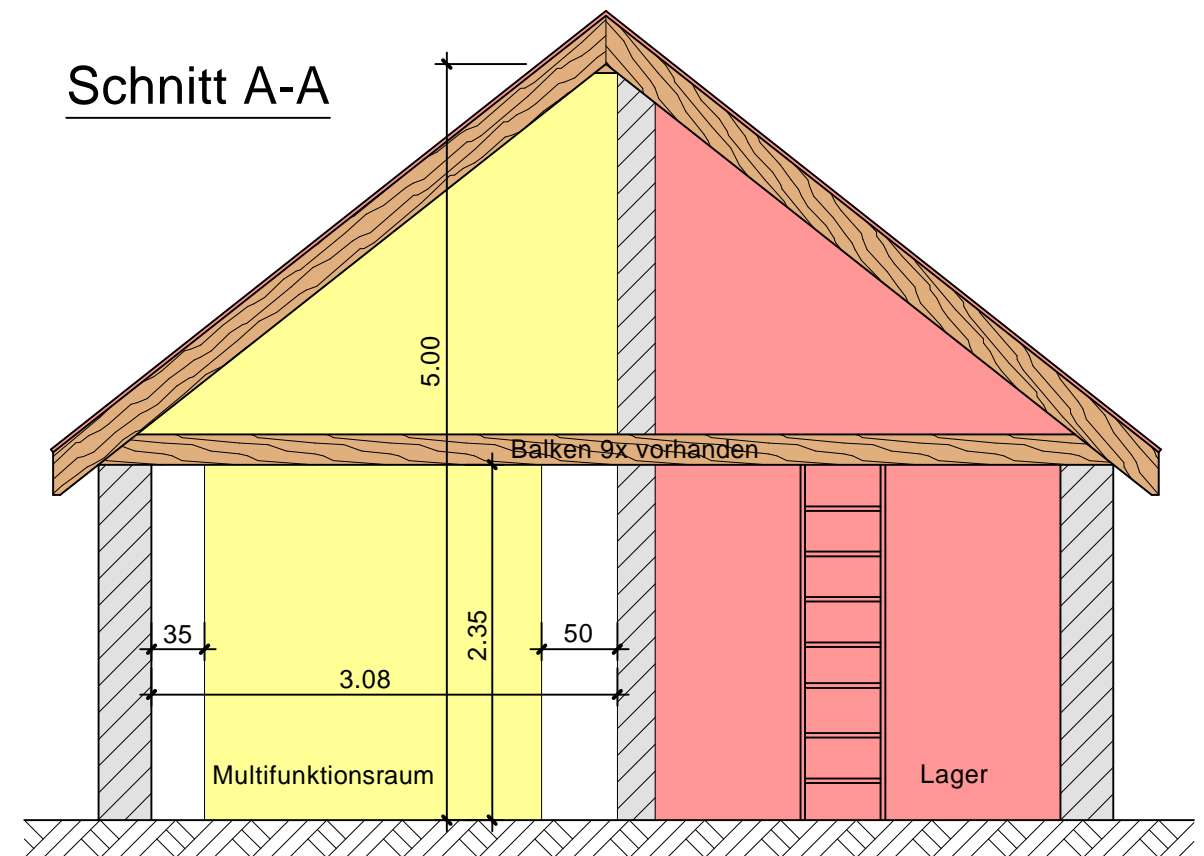 Schnitt A-A
5.00
Balken 9x vorhanden
35
2.35
50
3.08
Multifunktionsraum
Lager